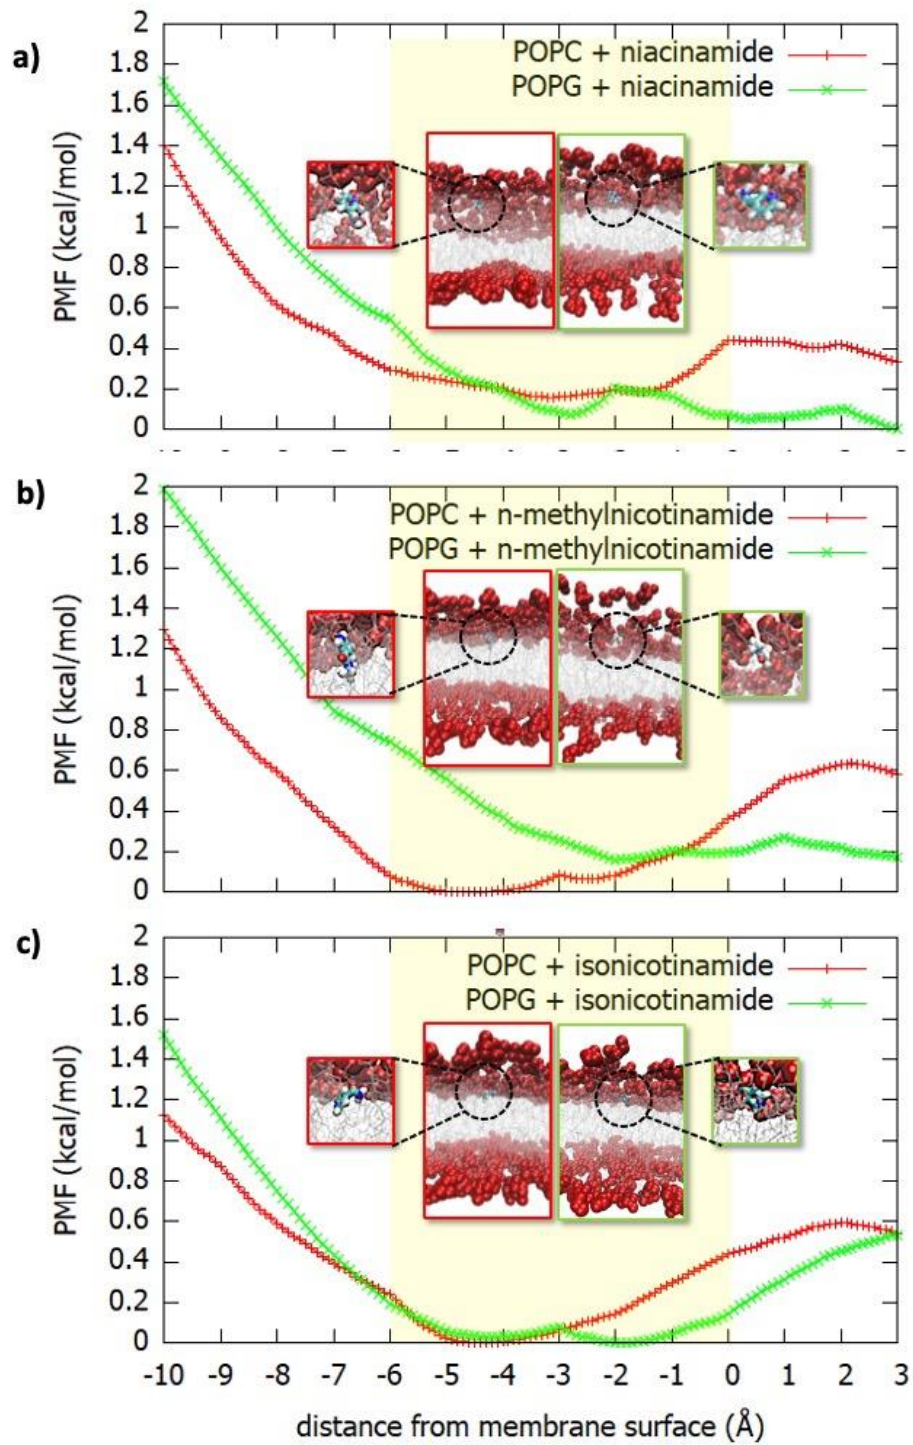 a)
PMF (kcal/mol)
2
1.8
1.6
1.4
1.2
1
0.8
0.6
0.4
0.2
0
POPC + niacinamide
POPG + niacinamide
b)
PMF (kcal/mol)
2
1.8
1.6
1.4
1.2
1
0.8
0.6
0.4
0.2
0
POPC + n-methylnicotinamide
POPG + n-methylnicotinamide
c)
PMF (kcal/mol)
2
1.8
1.6
1.4
1.2
1
0.8
0.6
0.4
0.2
0
POPC + isonicotinamide
POPG + isonicotinamide
-10 -9 -8 -7 -6 -5 -4 -3 -2 -1 0 1 2 3
distance from membrane surface (Å)